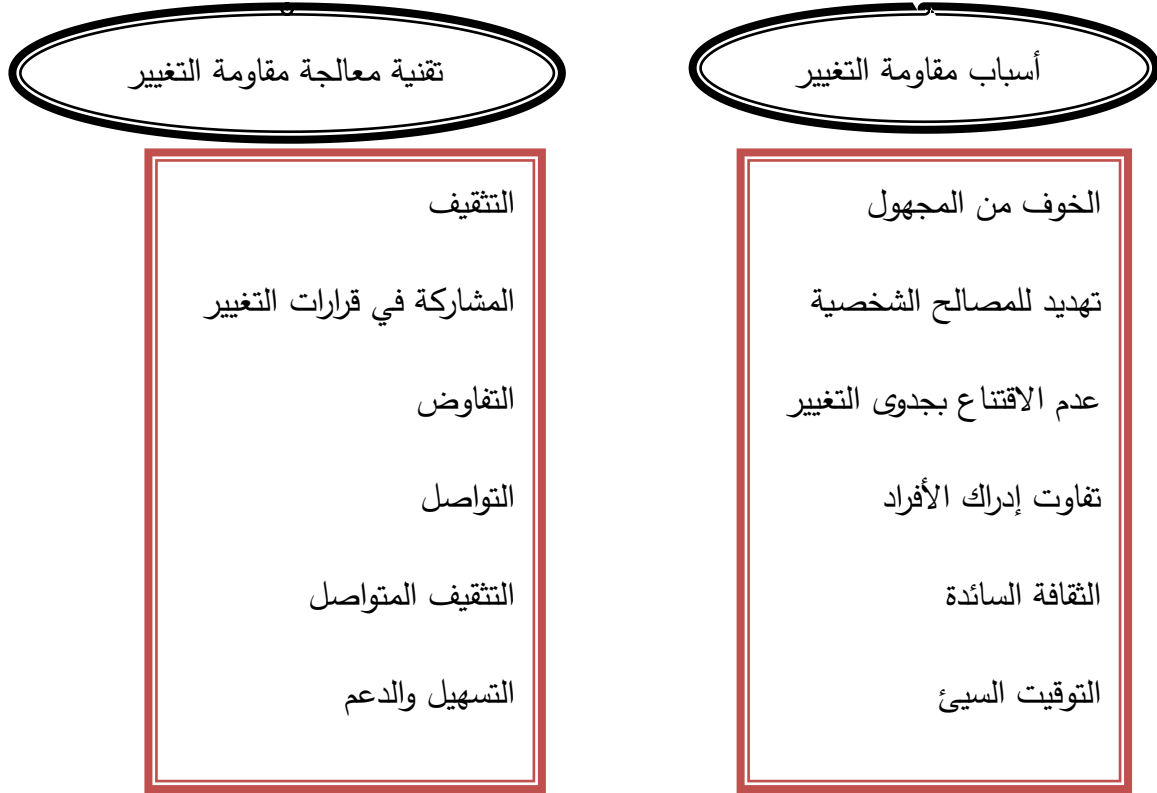 أسباب مقاومة التغيير
الخوف من المجهول
تهديد للمصالح الشخصية
عدم الاقتناع بجدوى التغيير
تفاوت إدراك الأفراد
الثقافة السائدة
التوقيت السيئ
تقنية معالجة مقاومة التغيير
التثقيف
المشاركة في قرارات التغيير
التفاوض
التواصل
التثقيف المتواصل
التسهيل والدعم